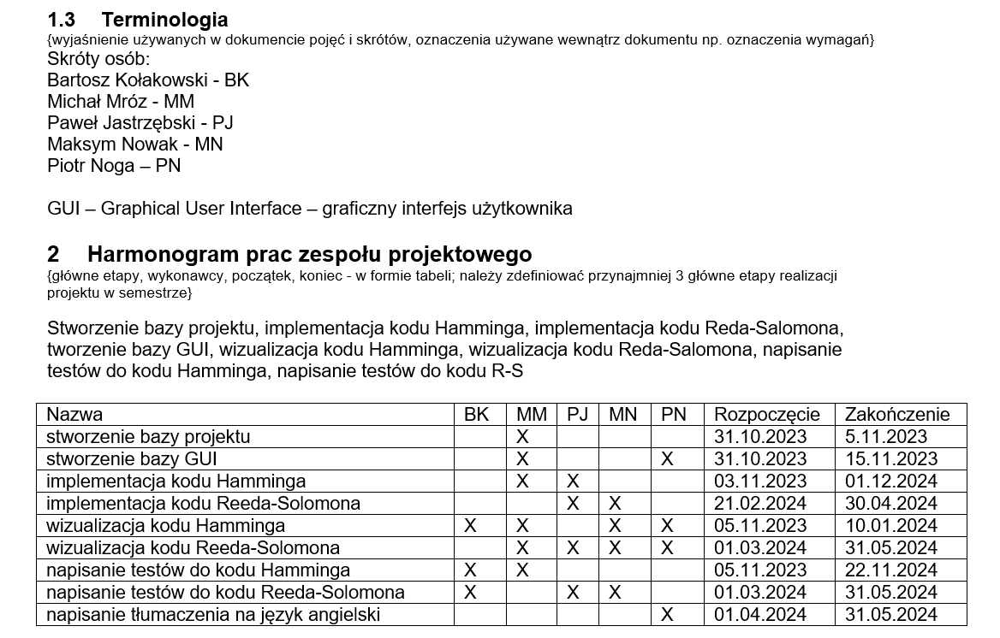 1.3 Terminologia
{wyjaśnienie używanych w dokumencie pojęć i skrótów, oznaczenia używane wewnątrz dokumentu np. oznaczenia wymagań}
Skróty osób:
Bartosz Kołakowski - BK
Michał Mróz - MM
Paweł Jastrzębski - PJ
Maksym Nowak - MN
Piotr Noga – PN
GUI – Graphical User Interface – graficzny interfejs użytkownika
2 Harmonogram prac zespołu projektowego
{główne etapy, wykonawcy, początek, koniec - w formie tabeli; należy zdefiniować przynajmniej 3 główne etapy realizacji
projektu w semestrze}
Stworzenie bazy projektu, implementacja kodu Hamminga, implementacja kodu Reda-Salomona,
tworzenie bazy GUI, wizualizacja kodu Hamminga, wizualizacja kodu Reda-Salomona, napisanie
testów do kodu Hamminga, napisanie testów do kodu R-S
Nazwa BK MM PJ MN PN Rozpoczęcie Zakończenie
stworzenie bazy projektu X 31.10.2023 5.11.2023
stworzenie bazy GUI X X 31.10.2023 15.11.2023
implementacja kodu Hamminga X X 03.11.2023 01.12.2024
implementacja kodu Reeda-Solomona X X 21.02.2024 30.04.2024
wizualizacja kodu Hamminga X X X X 05.11.2023 10.01.2024
wizualizacja kodu Reeda-Solomona X X X X 01.03.2024 31.05.2024
napisanie testów do kodu Hamminga X X 05.11.2023 22.11.2024
napisanie testów do kodu Reeda-Solomona X X X 01.03.2024 31.05.2024
napisanie tłumaczenia na język angielski X 01.04.2024 31.05.2024